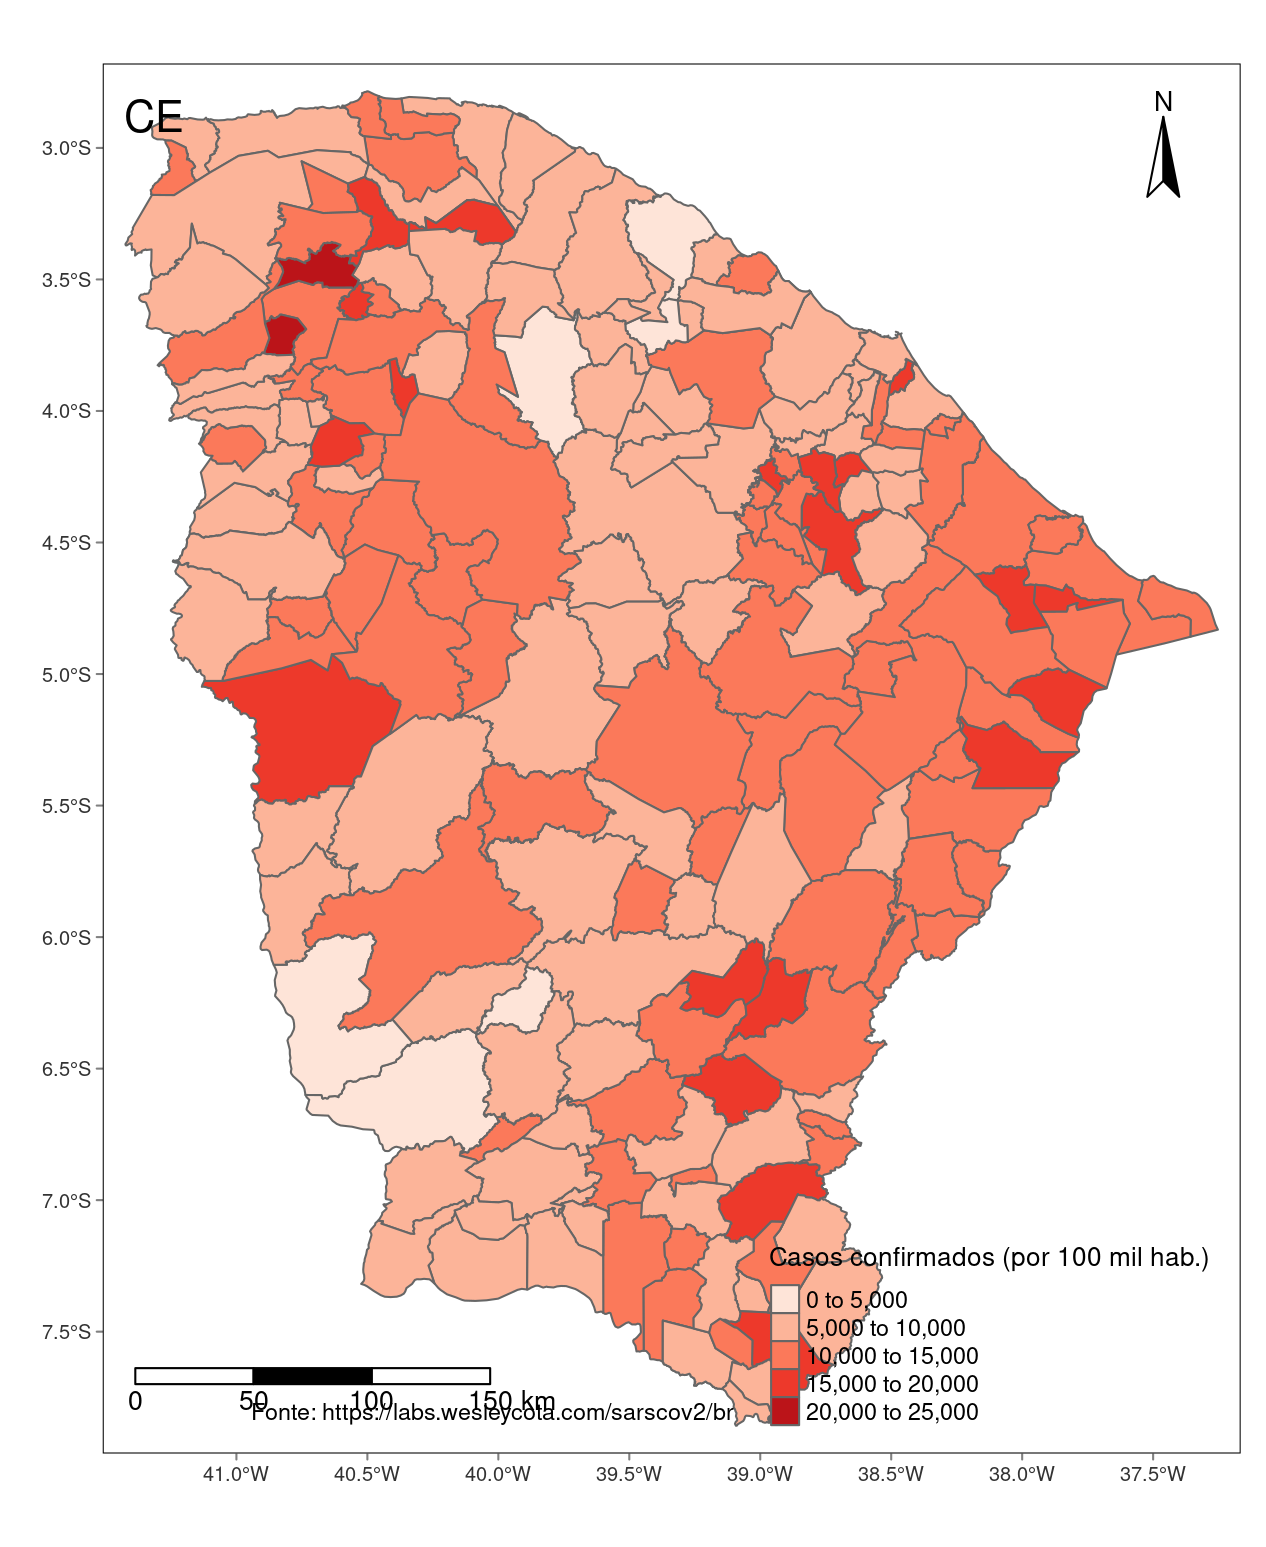 CE
N
3.0°S
3.5°S
4.0°S
4.5°S
5.0°S
5.5°S
6.0°S
6.5°S
7.0°S
7.5°S
Casos confirmados (por 100 mil hab.)
0 to 5,000
5,000 to 10,000
10,000 to 15,000
15,000 to 20,000
20,000 to 25,000
0 50 100 150 km
Fonte: https://labs.wesleycota.com/sarscov2/br
41.0°W 40.5°W 40.0°W 39.5°W 39.0°W 38.5°W 38.0°W 37.5°W